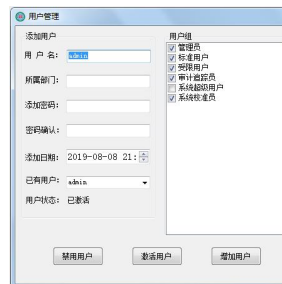 用户管理
添加用户
用 户 名: admin
所属部门:
添加密码:
密码确认:
添加日期: 2019-08-08 21:
已有用户: admin
用户状态: 已激活
用户组
管理员
标准用户
受限用户
审计追踪员
系统超级用户
系统校准员
禁用用户
激活用户
增加用户